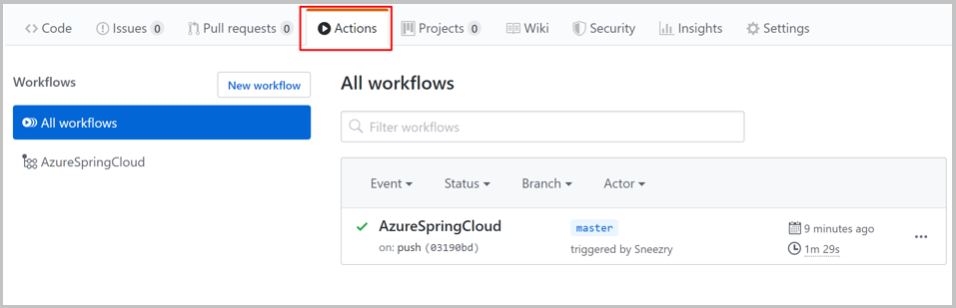 Code Issues 0 Pull requests 0 Actions Projects 0 Wiki Security Insights Settings
Workflows
New workflow
All workflows
AzureSpringCloud
All workflows
Filter workflows
Event Status Branch Actor
AzureSpringCloud
on: push (03190bd)
master
triggered by Sneezry
9 minutes ago
1m 29s